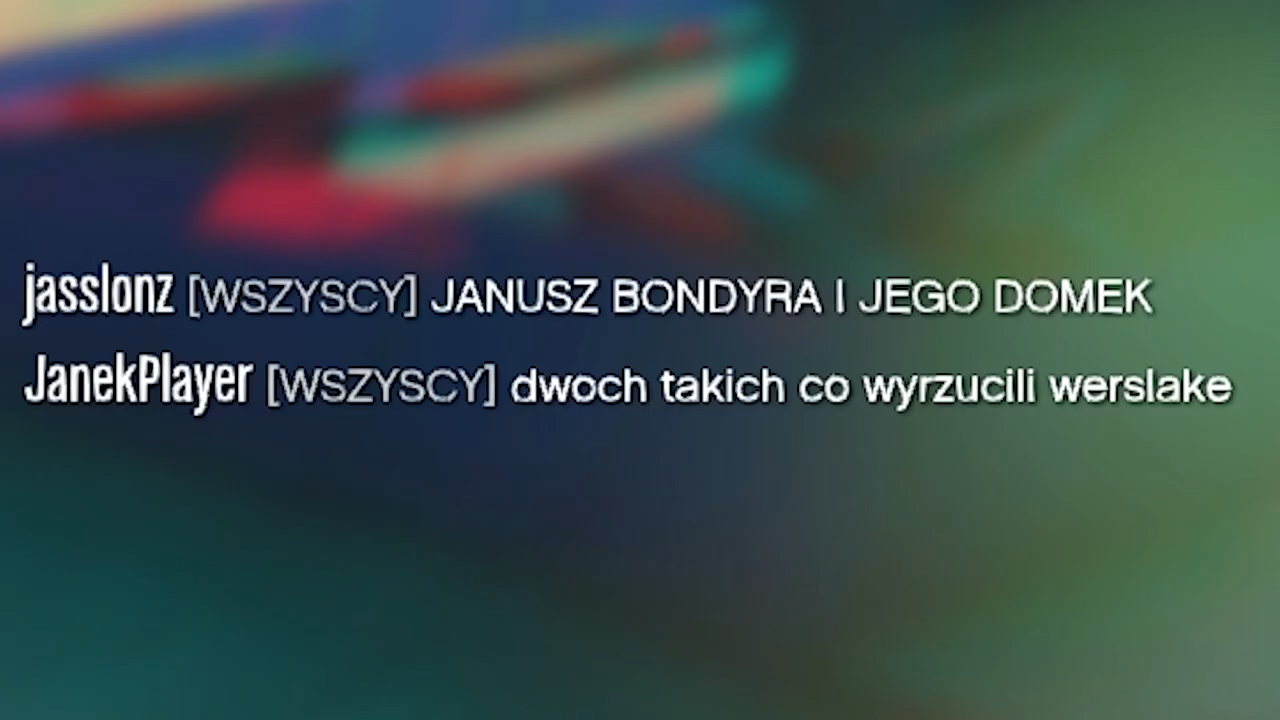 jasslonz [WSZYSCY] JANUSZ BONDYRA I JEGO DOMEK
JanekPlayer [WSZYSCY] dwoch takich co wyrzucili werslake